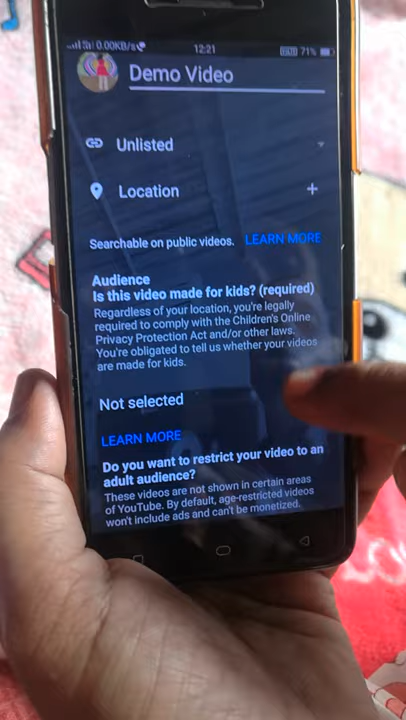 0.00KB/s
12:21
71%
Demo Video
Unlisted
Location
Searchable on public videos. LEARN MORE
Audience
Is this video made for kids? (required)
Regardless of your location, you're legally
required to comply with the Children's Online
Privacy Protection Act and/or other laws.
You're obligated to tell us whether your videos
are made for kids.
Not selected
LEARN MORE
Do you want to restrict your video to an
adult audience?
These videos are not shown in certain areas
of YouTube. By default, age-restricted videos
won't include ads and can't be monetized.